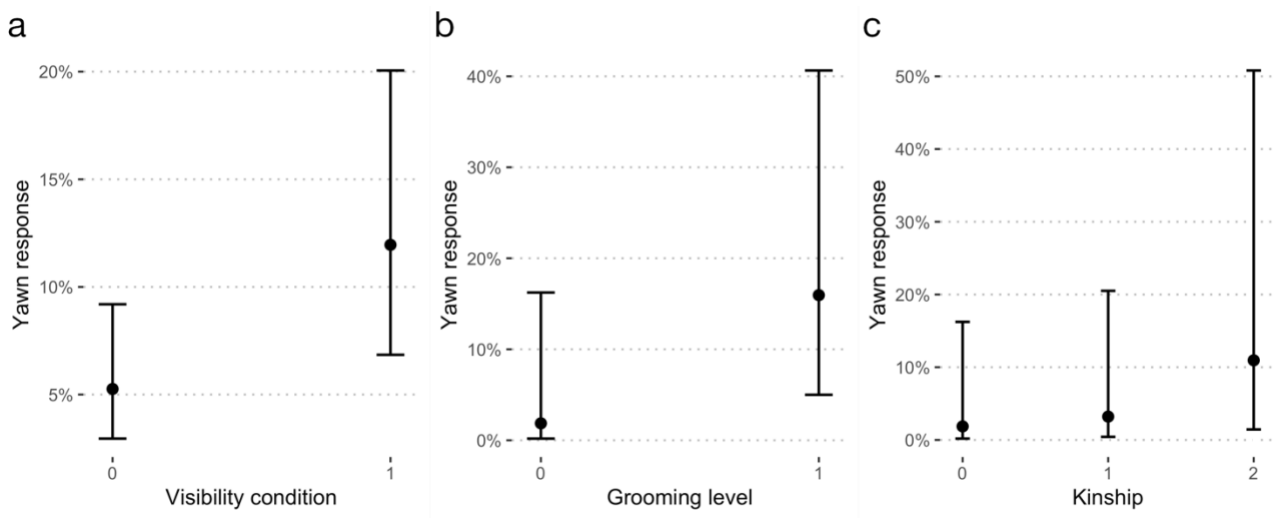 a
20%
15%
10%
5%
Yawn response
0 1
Visibility condition
b
40%
30%
20%
10%
0%
Yawn response
0 1
Grooming level
c
50%
40%
30%
20%
10%
0%
Yawn response
0 1 2
Kinship